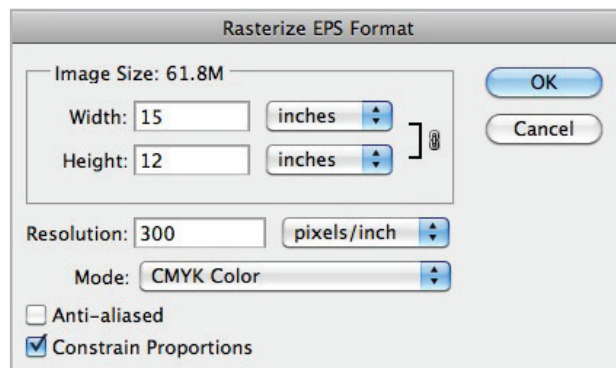 Rasterize EPS Format
Image Size: 61.8M
Width: 15 inches
Height: 12 inches
OK
Cancel
Resolution: 300 pixels/inch
Mode: CMYK Color
Anti-aliased
Constrain Proportions